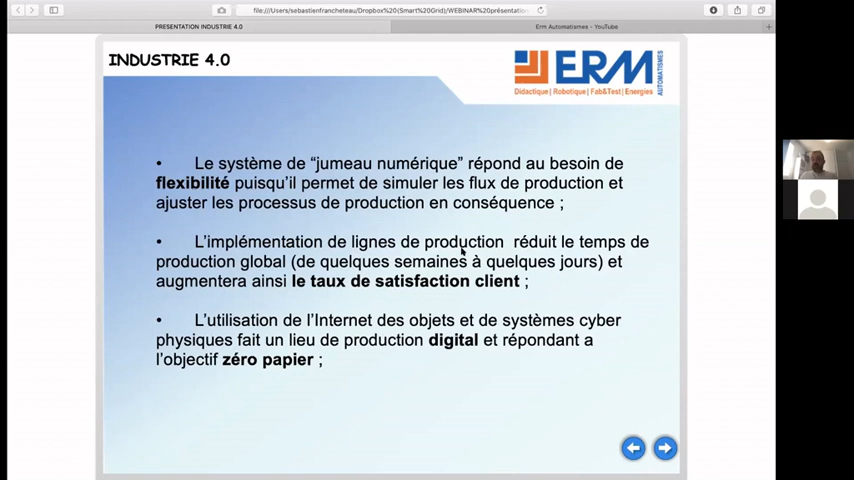 file:///Users/sebastienfrancheteau/Dropbox%20(Smart%20Grid)/WEBINAR%20présentation
PRESENTATION INDUSTRIE 4.0
Erm Automatismes - YouTube
INDUSTRIE 4.0
ERM
AUTOMATISMES
Didactique | Robotique | Fab&Test | Energies
• Le système de “jumeau numérique” répond au besoin de
flexibilité puisqu’il permet de simuler les flux de production et
ajuster les processus de production en conséquence ;
• L’implémentation de lignes de production réduit le temps de
production global (de quelques semaines à quelques jours) et
augmentera ainsi le taux de satisfaction client ;
• L’utilisation de l’Internet des objets et de systèmes cyber
physiques fait un lieu de production digital et répondant a
l’objectif zéro papier ;